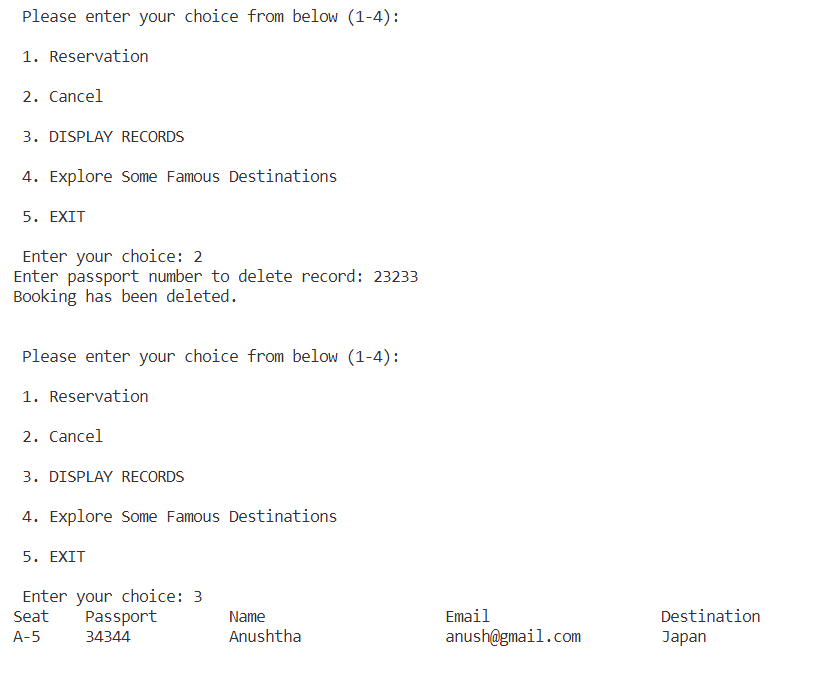 Please enter your choice from below (1-4):
1. Reservation
2. Cancel
3. DISPLAY RECORDS
4. Explore Some Famous Destinations
5. EXIT
Enter your choice: 2
Enter passport number to delete record: 23233
Booking has been deleted.
Please enter your choice from below (1-4):
1. Reservation
2. Cancel
3. DISPLAY RECORDS
4. Explore Some Famous Destinations
5. EXIT
Enter your choice: 3
Seat Passport Name Email Destination
A-5 34344 Anushtha anush@gmail.com Japan